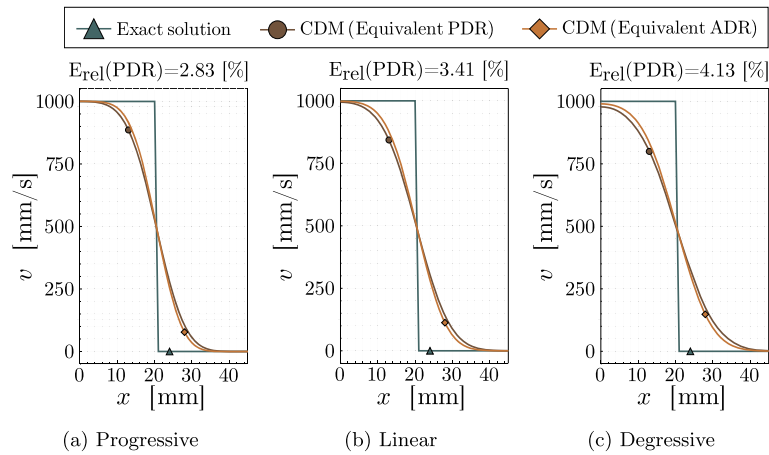 Exact solution CDM (Equivalent PDR) CDM (Equivalent ADR)
E_rel(PDR)=2.83 [%] E_rel(PDR)=3.41 [%] E_rel(PDR)=4.13 [%]
1000 1000 1000
750 750 750
500 500 500
250 250 250
0 0 0
v [mm/s] v [mm/s] v [mm/s]
0 10 20 30 40 0 10 20 30 40 0 10 20 30 40
x [mm] x [mm] x [mm]
(a) Progressive (b) Linear (c) Degressive